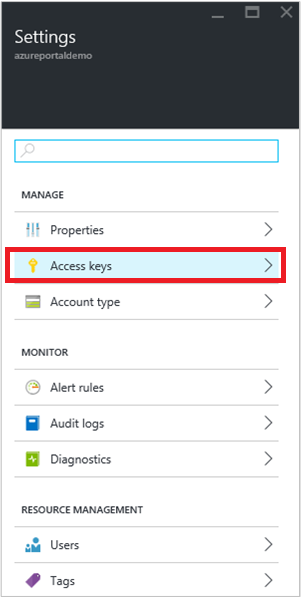 Settings
azureportaldemo
MANAGE
Properties
Access keys
Account type
MONITOR
Alert rules
Audit logs
Diagnostics
RESOURCE MANAGEMENT
Users
Tags